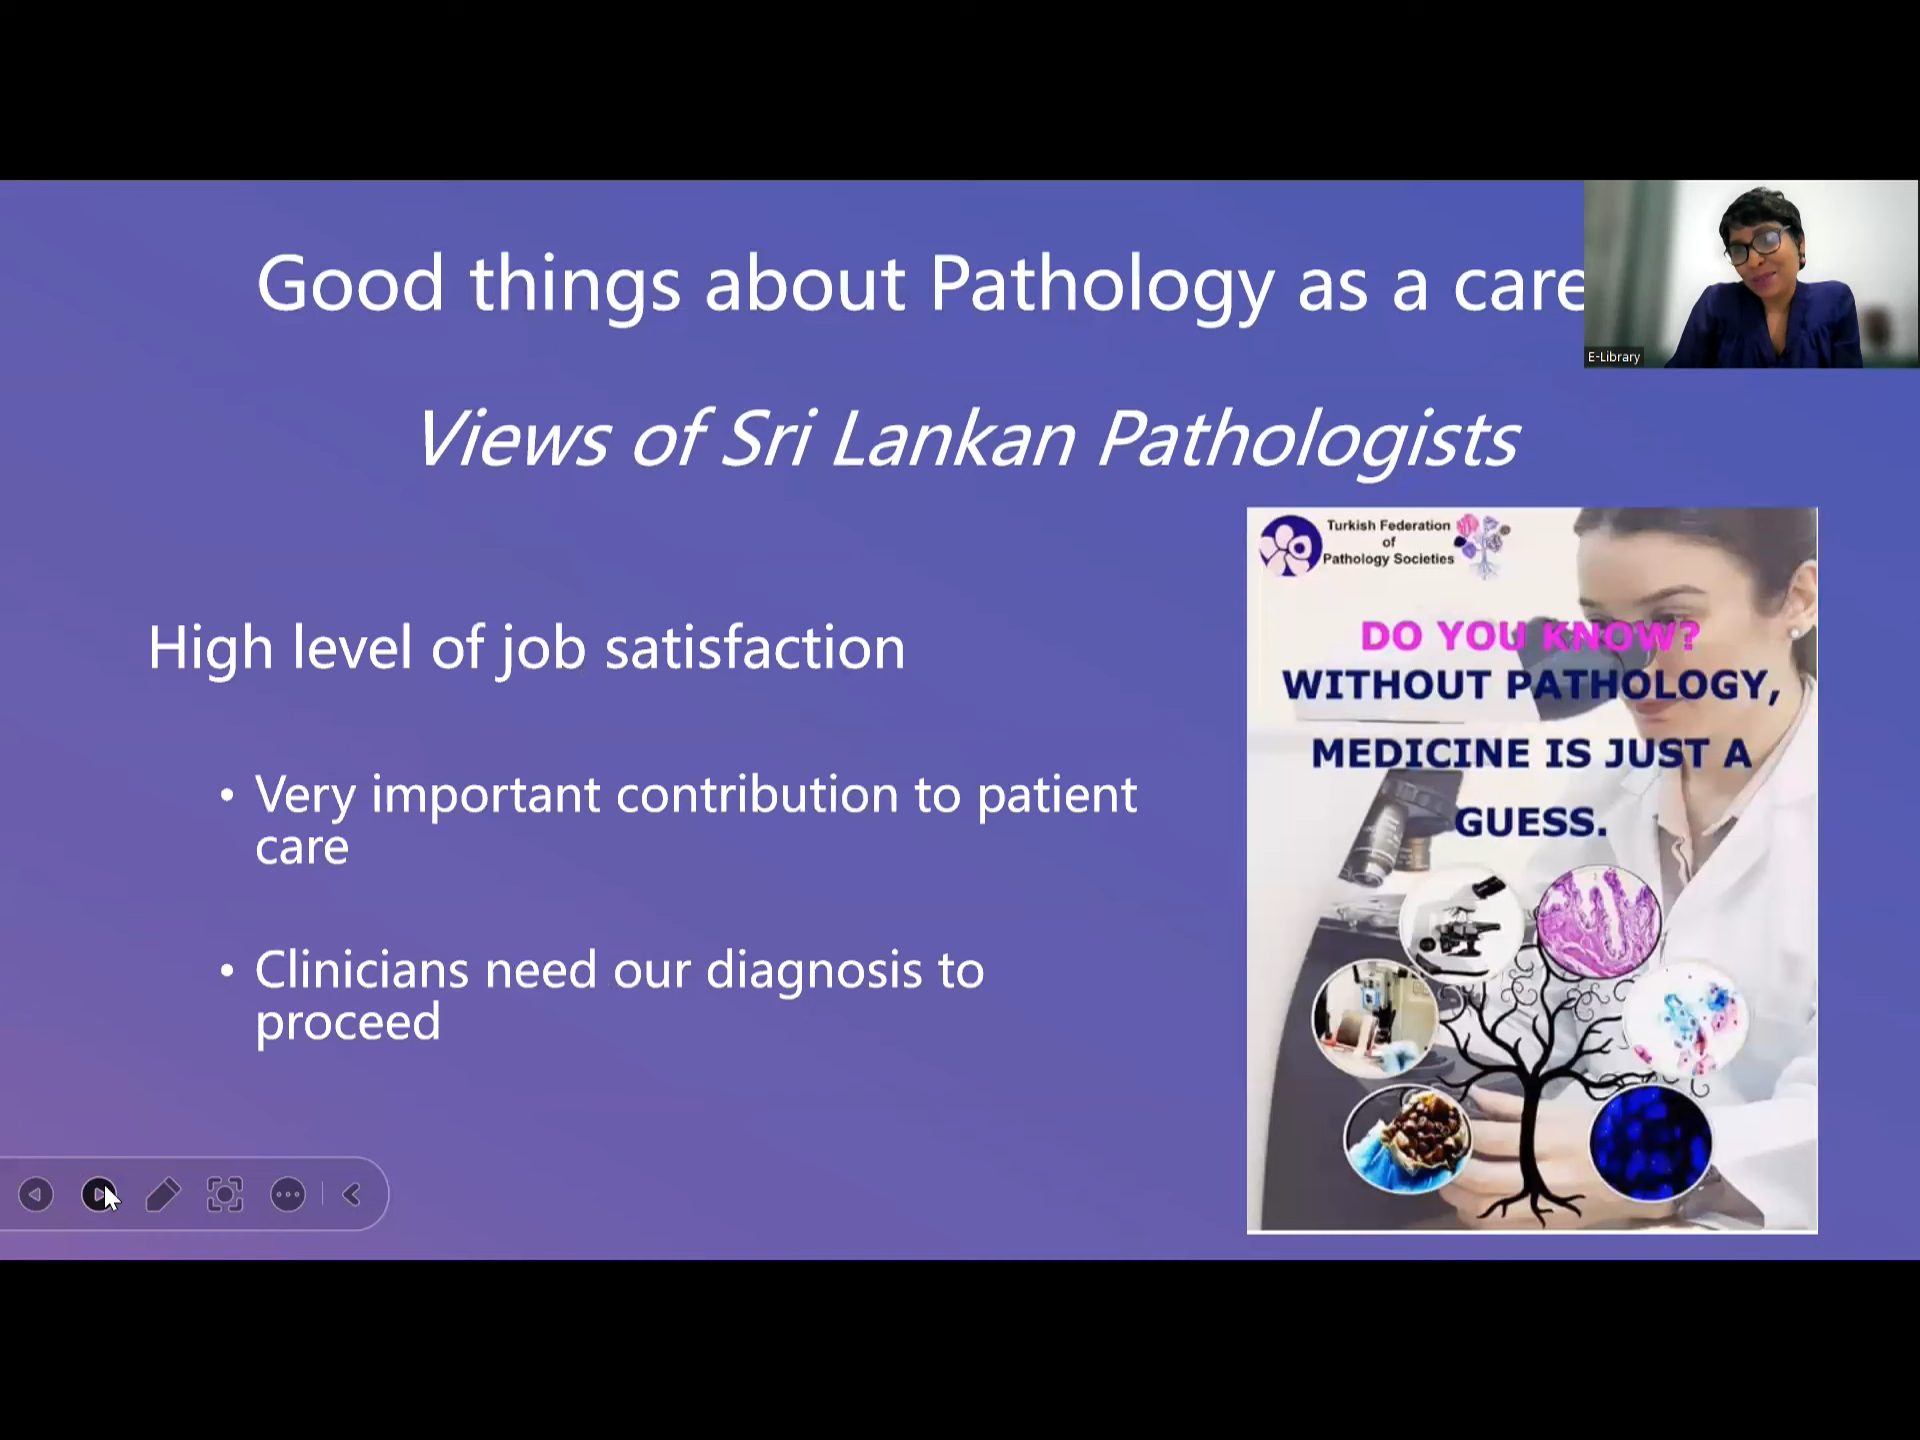 Good things about Pathology as a care
E-Library
Views of Sri Lankan Pathologists
High level of job satisfaction
• Very important contribution to patient
care
• Clinicians need our diagnosis to
proceed
Turkish Federation
of
Pathology Societies
DO YOU KNOW?
WITHOUT PATHOLOGY,
MEDICINE IS JUST A
GUESS.